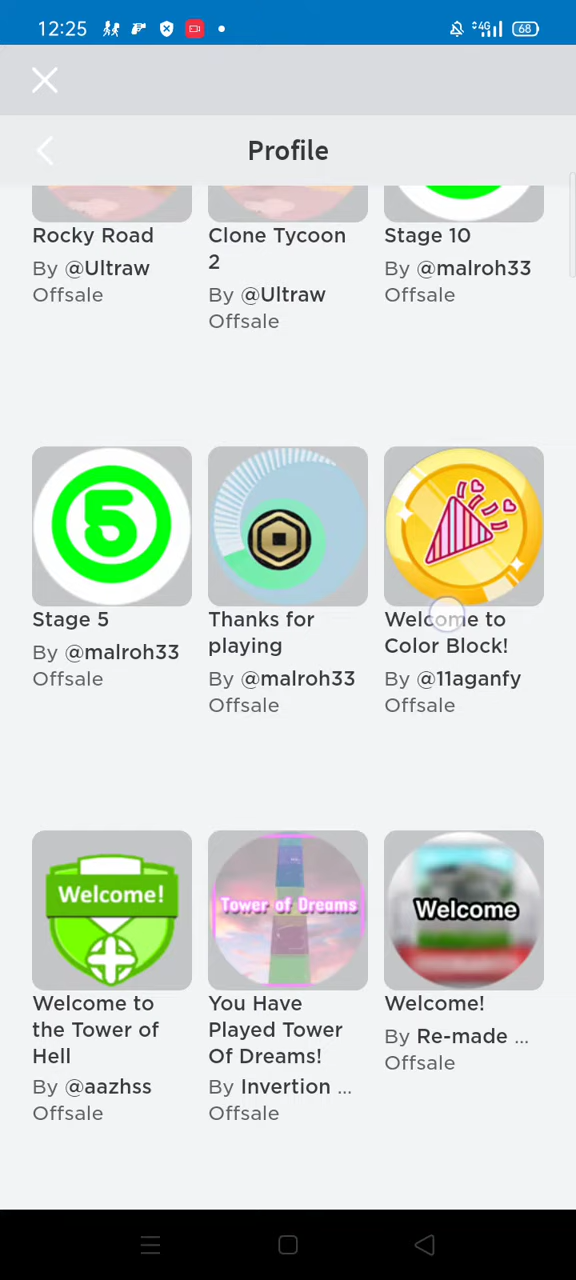 12:25
4G
68
Profile
Rocky Road
By @Ultraw
Offsale
Clone Tycoon
2
By @Ultraw
Offsale
Stage 10
By @malroh33
Offsale
5
Stage 5
By @malroh33
Offsale
Thanks for
playing
By @malroh33
Offsale
Welcome to
Color Block!
By @11aganfy
Offsale
Welcome!
Welcome to
the Tower of
Hell
By @aazhss
Offsale
Tower of Dreams
You Have
Played Tower
Of Dreams!
By Invertion ...
Offsale
Welcome
Welcome!
By Re-made ...
Offsale